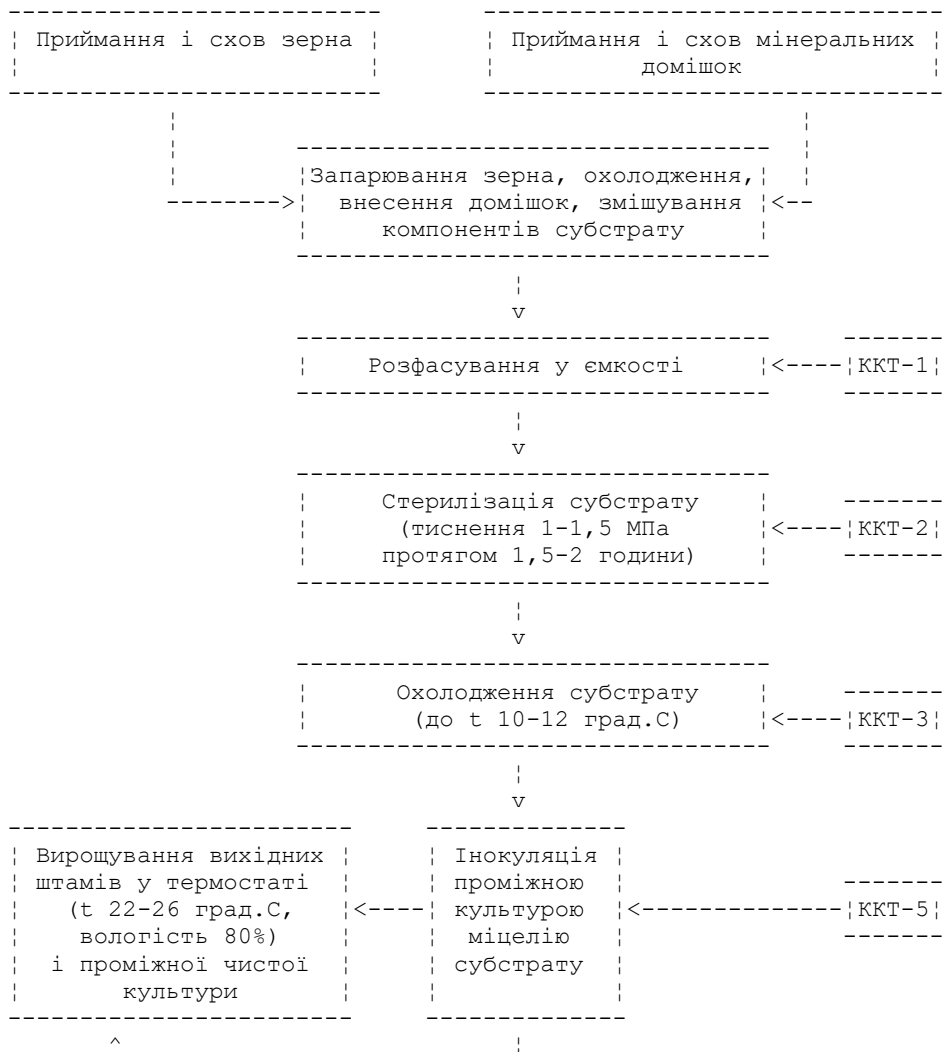 Приймання і схов зерна
Приймання і схов мінеральних
домішок
Запарювання зерна, охолодження,
внесення домішок, змішування
компонентів субстрату
Розфасування у ємкості
ККТ-1
Стерилізація субстрату
(тиснення 1-1,5 МПа
протягом 1,5-2 години)
ККТ-2
Охолодження субстрату
(до t 10-12 град.С)
ККТ-3
Вирощування вихідних
штамів у термостаті
(t 22-26 град.С,
вологість 80%)
і проміжної чистої
культури
Інокуляція
проміжною
культурою
міцелію
субстрату
ККТ-5